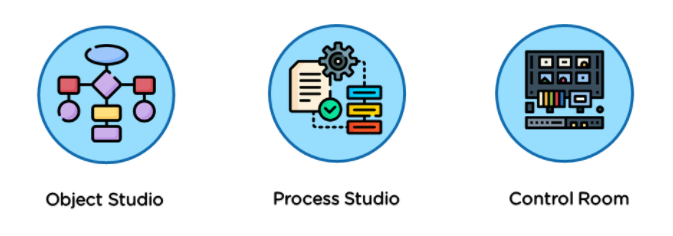 Object Studio
Process Studio
Control Room